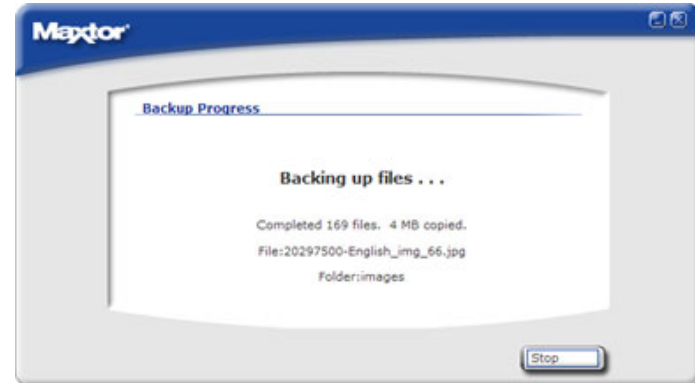 Maxtor
Backup Progress
Backing up files . . .
Completed 169 files.  4 MB copied.
File:20297500-English_img_66.jpg
Folder:images
Stop